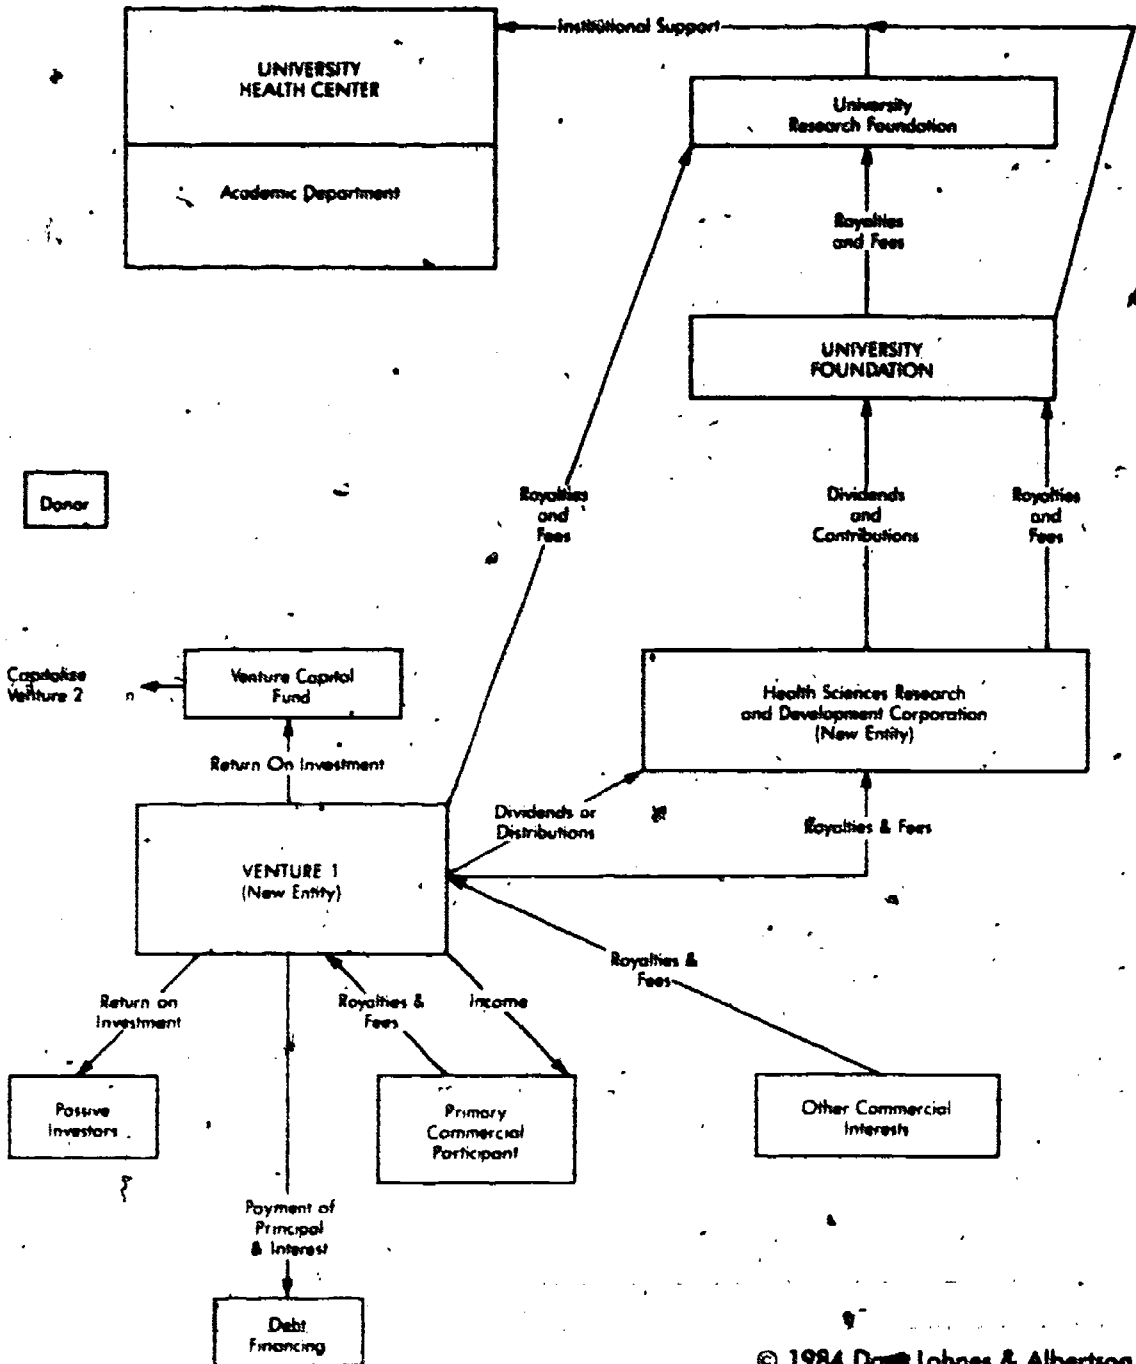 Institutional Support
UNIVERSITY
HEALTH CENTER
Academic Department
University
Research Foundation
Royalties
and Fees
UNIVERSITY
FOUNDATION
Donor
Royalties
and
Fees
Dividends
and
Contributions
Royalties
and
Fees
Capitalize
Venture 2
Venture Capital
Fund
Health Sciences Research
and Development Corporation
(New Entity)
Return On Investment
Dividends or
Distributions
Royalties & Fees
VENTURE 1
(New Entity)
Royalties &
Fees
Return on
Investment
Royalties &
Fees
Income
Passive
Investors
Primary
Commercial
Participant
Other Commercial
Interests
Payment of
Principal
& Interest
Debt
Financing
© 1984 Lohnes & Albertson